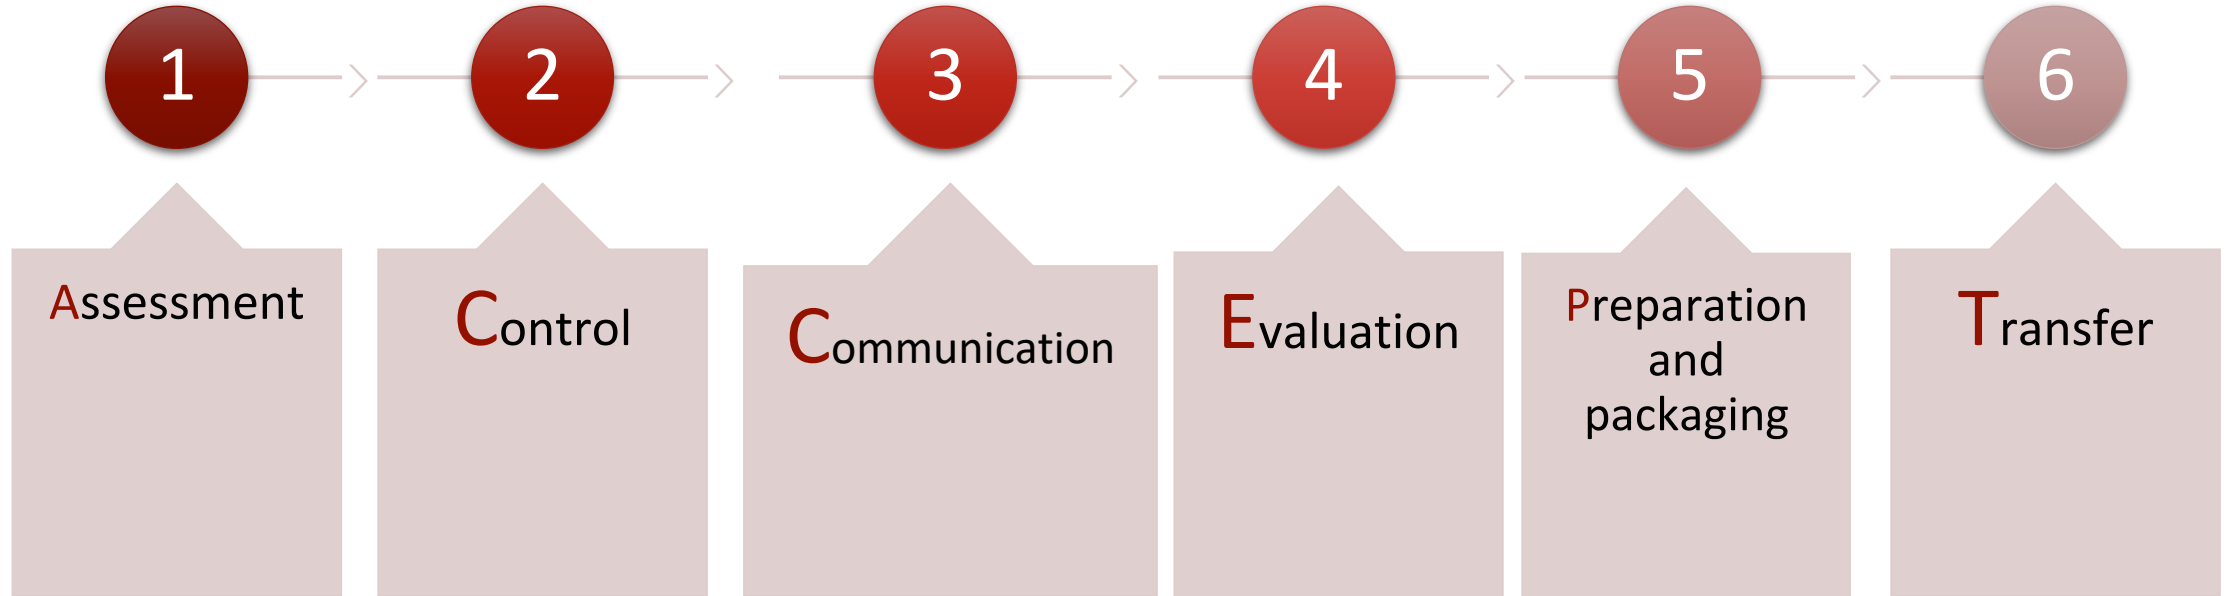 1
2
3
4
5
6
Assessment
Control
Communication
Evaluation
Preparation
and
packaging
Transfer